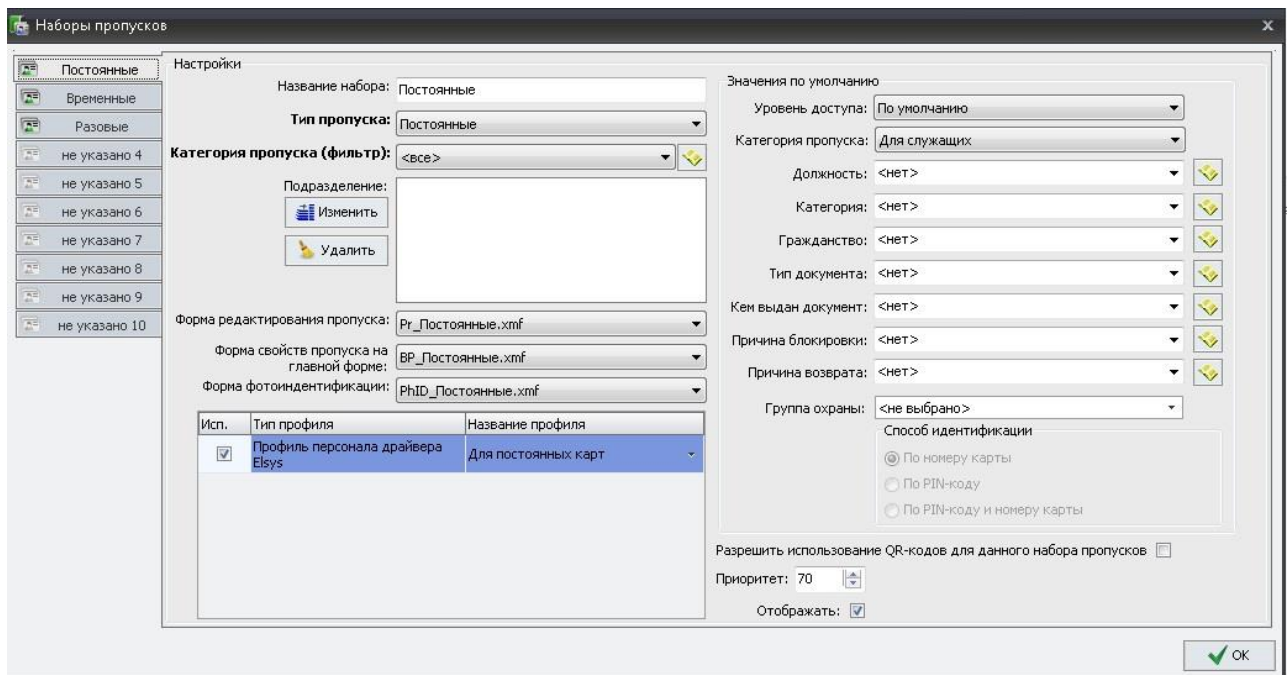 Наборы пропусков
x
Постоянные
Временные
Разовые
не указано 4
не указано 5
не указано 6
не указано 7
не указано 8
не указано 9
не указано 10
Настройки
Название набора: Постоянные
Тип пропуска: Постоянные
Категория пропуска (фильтр): <все>
Подразделение:
Изменить
Удалить
Форма редактирования пропуска: Pr_Постоянные.xmf
Форма свойств пропуска на
главной форме: BP_Постоянные.xmf
Форма фотоиндентификации: PhID_Постоянные.xmf
Исп. Тип профиля Название профиля
Профиль персонала драйвера
Elsys
Для постоянных карт
Значения по умолчанию
Уровень доступа: По умолчанию
Категория пропуска: Для служащих
Должность: <нет>
Категория: <нет>
Гражданство: <нет>
Тип документа: <нет>
Кем выдан документ: <нет>
Причина блокировки: <нет>
Причина возврата: <нет>
Группа охраны: <не выбрано>
Способ идентификации
По номеру карты
По PIN-коду
По PIN-коду и номеру карты
Разрешить использование QR-кодов для данного набора пропусков
Приоритет: 70
Отображать:
OK